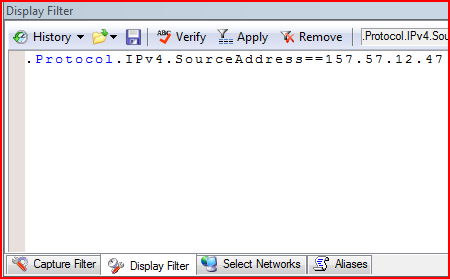 Display Filter
History Verify Apply Remove .Protocol.IPv4.Sou
.Protocol.IPv4.SourceAddress==157.57.12.47
Capture Filter Display Filter Select Networks Aliases